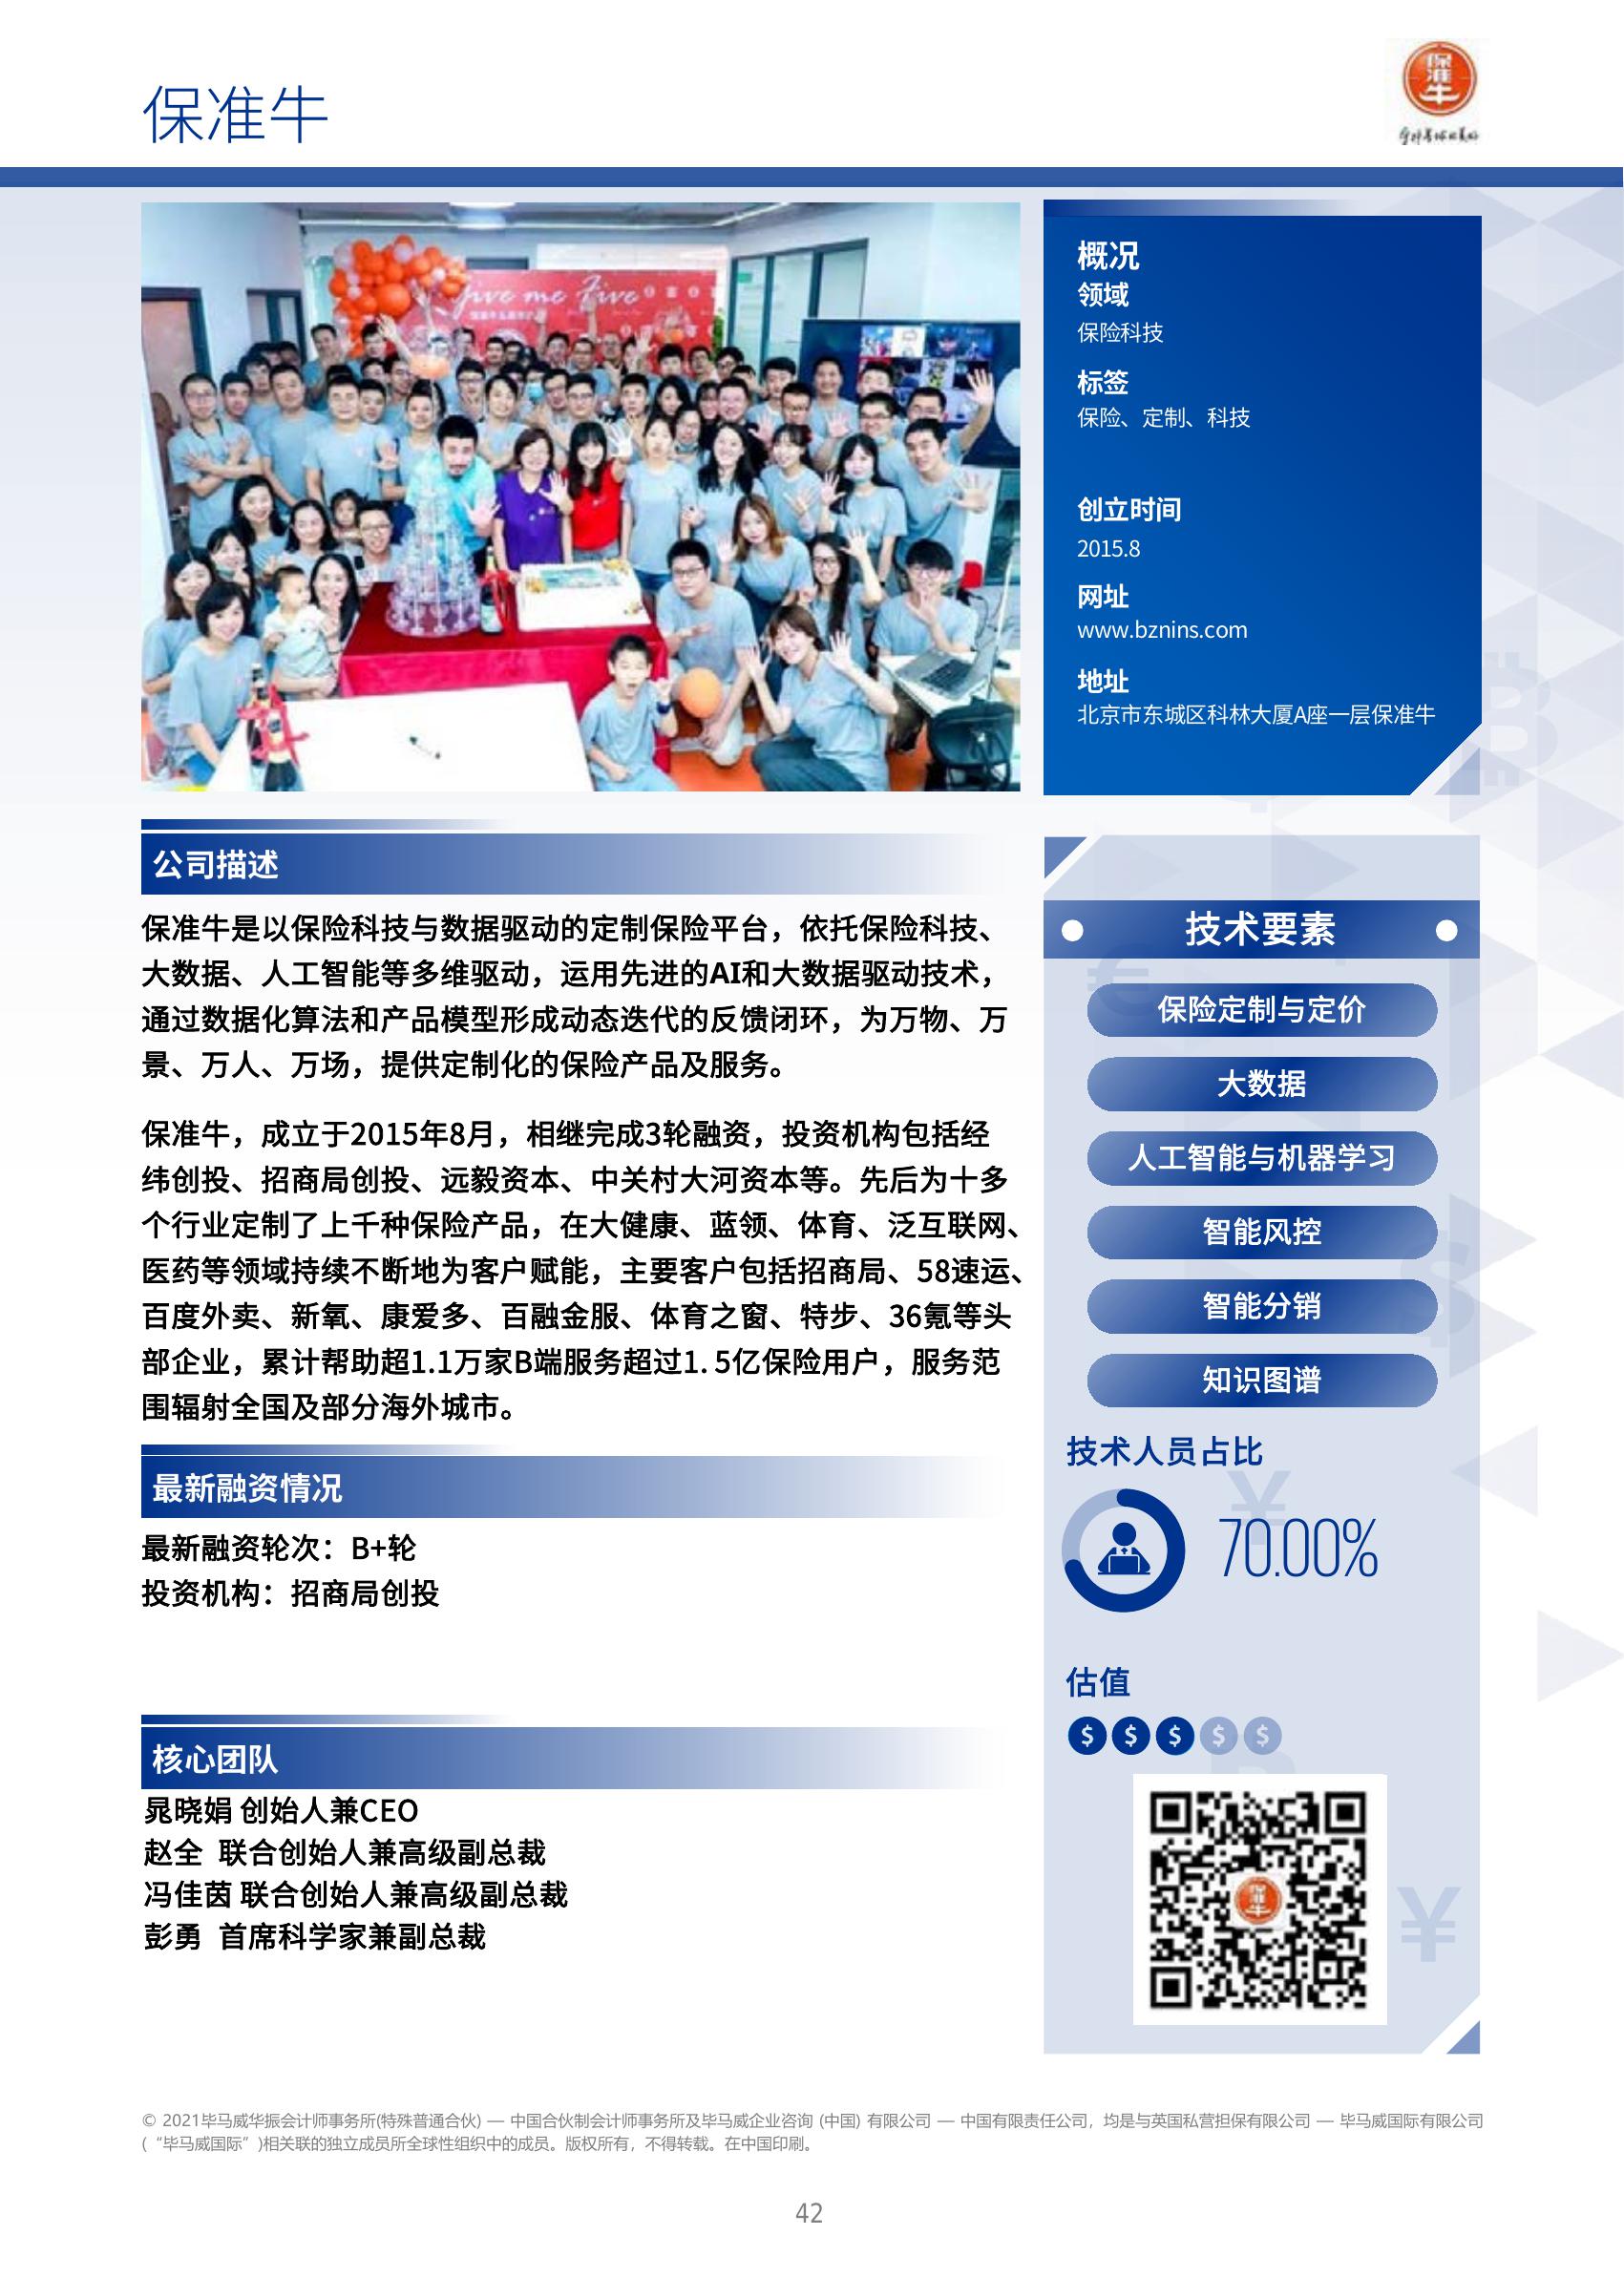 保准牛
保准牛
give me five
概况
领域
保险科技
标签
保险、定制、科技
创立时间
2015.8
网址
www.bznins.com
地址
北京市东城区科林大厦A座一层保准牛
公司描述
保准牛是以保险科技与数据驱动的定制保险平台，依托保险科技、
大数据、人工智能等多维驱动，运用先进的AI和大数据驱动技术，
通过数据化算法和产品模型形成动态迭代的反馈闭环，为万物、万
景、万人、万场，提供定制化的保险产品及服务。
保准牛，成立于2015年8月，相继完成3轮融资，投资机构包括经
纬创投、招商局创投、远毅资本、中关村大河资本等。先后为十多
个行业定制了上千种保险产品，在大健康、蓝领、体育、泛互联网、
医药等领域持续不断地为客户赋能，主要客户包括招商局、58速运、
百度外卖、新氧、康爱多、百融金服、体育之窗、特步、36氪等头
部企业，累计帮助超1.1万家B端服务超过1.5亿保险用户，服务范
围辐射全国及部分海外城市。
最新融资情况
最新融资轮次：B+轮
投资机构：招商局创投
核心团队
晁晓娟 创始人兼CEO
赵全 联合创始人兼高级副总裁
冯佳茵 联合创始人兼高级副总裁
彭勇 首席科学家兼副总裁
技术要素
保险定制与定价
大数据
人工智能与机器学习
智能风控
智能分销
知识图谱
技术人员占比
70.00%
估值
© 2021毕马威华振会计师事务所(特殊普通合伙) — 中国合伙制会计师事务所及毕马威企业咨询 (中国) 有限公司 — 中国有限责任公司，均是与英国私营担保有限公司 — 毕马威国际有限公司
(“毕马威国际”)相关联的独立成员所全球性组织中的成员。版权所有，不得转载。在中国印刷。
42